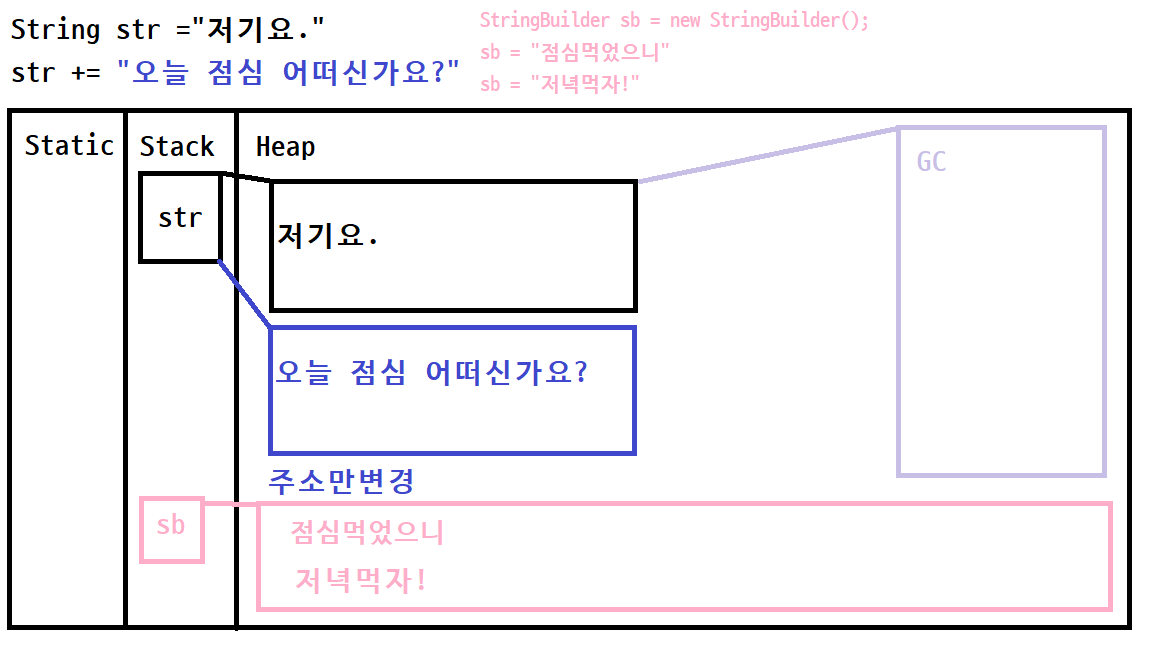 String str ="저기요."
str += "오늘 점심 어떠신가요?"
StringBuilder sb = new StringBuilder();
sb = "점심먹었으니"
sb = "저녁먹자!"
Static
Stack
Heap
GC
str
저기요.
오늘 점심 어떠신가요?
주소만변경
sb
점심먹었으니
저녁먹자!